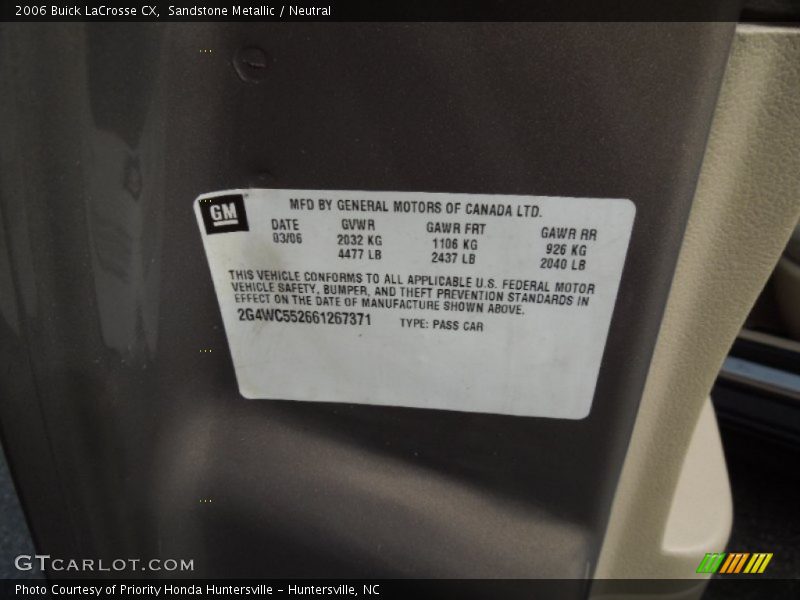 2006 Buick LaCrosse CX, Sandstone Metallic / Neutral
GM
MFD BY GENERAL MOTORS OF CANADA LTD.
DATE GVWR GAWR FRT GAWR RR
03/06 2032 KG 1106 KG 926 KG
4477 LB 2437 LB 2040 LB
THIS VEHICLE CONFORMS TO ALL APPLICABLE U.S. FEDERAL MOTOR
VEHICLE SAFETY, BUMPER, AND THEFT PREVENTION STANDARDS IN
EFFECT ON THE DATE OF MANUFACTURE SHOWN ABOVE.
2G4WC552661267371 TYPE: PASS CAR
GTCARLOT.COM
Photo Courtesy of Priority Honda Huntersville - Huntersville, NC